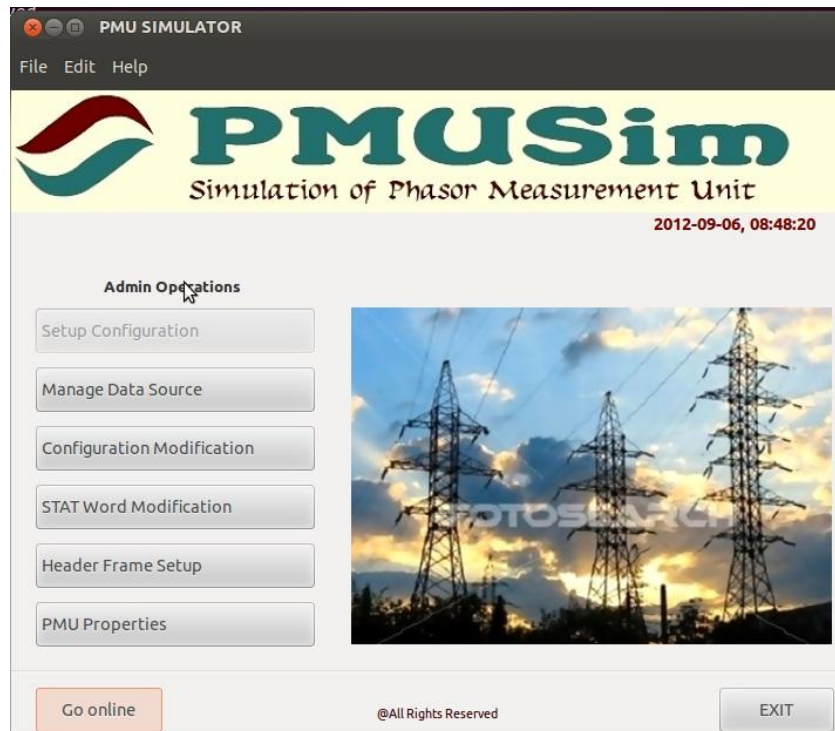 PMU SIMULATOR
File Edit Help
PMUSim
Simulation of Phasor Measurement Unit
2012-09-06, 08:48:20
Admin Operations
Setup Configuration
Manage Data Source
Configuration Modification
STAT Word Modification
Header Frame Setup
PMU Properties
FOTOSEARCH
Go online
@All Rights Reserved
EXIT